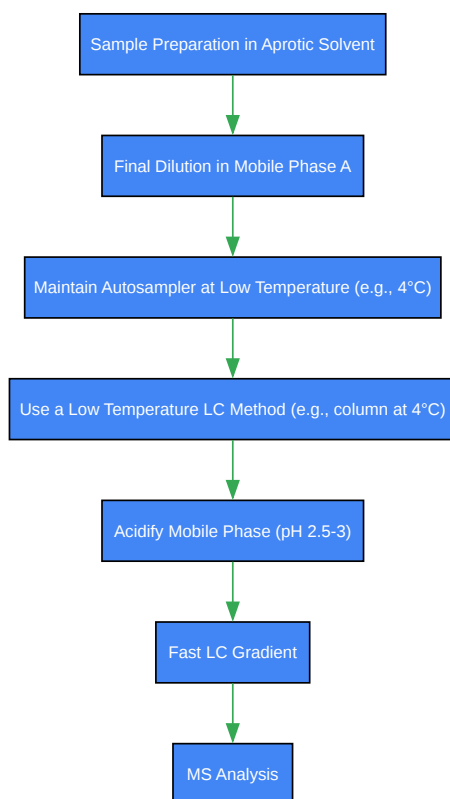 Sample Preparation in Aprotic Solvent
Final Dilution in Mobile Phase A
Maintain Autosampler at Low Temperature (e.g., 4°C)
Use a Low Temperature LC Method (e.g., column at 4°C)
Acidify Mobile Phase (pH 2.5-3)
Fast LC Gradient
MS Analysis